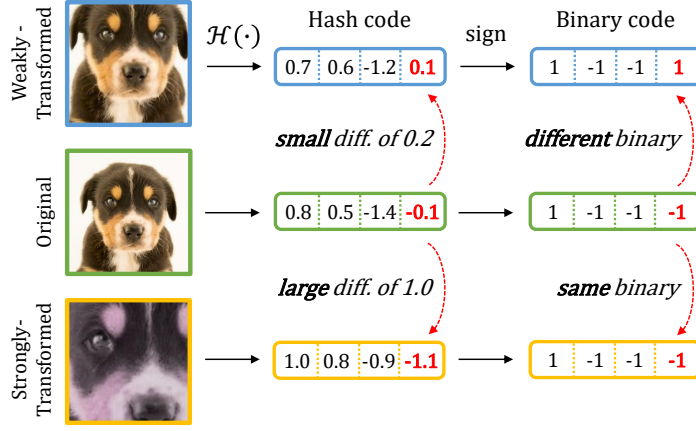 Hash code
Binary code
Weakly -
Transformed
ℋ(·)
sign
0.7 0.6 -1.2 0.1
1 -1 -1 1
small diff. of 0.2
different binary
Original
0.8 0.5 -1.4 -0.1
1 -1 -1 -1
large diff. of 1.0
same binary
Strongly-
Transformed
1.0 0.8 -0.9 -1.1
1 -1 -1 -1